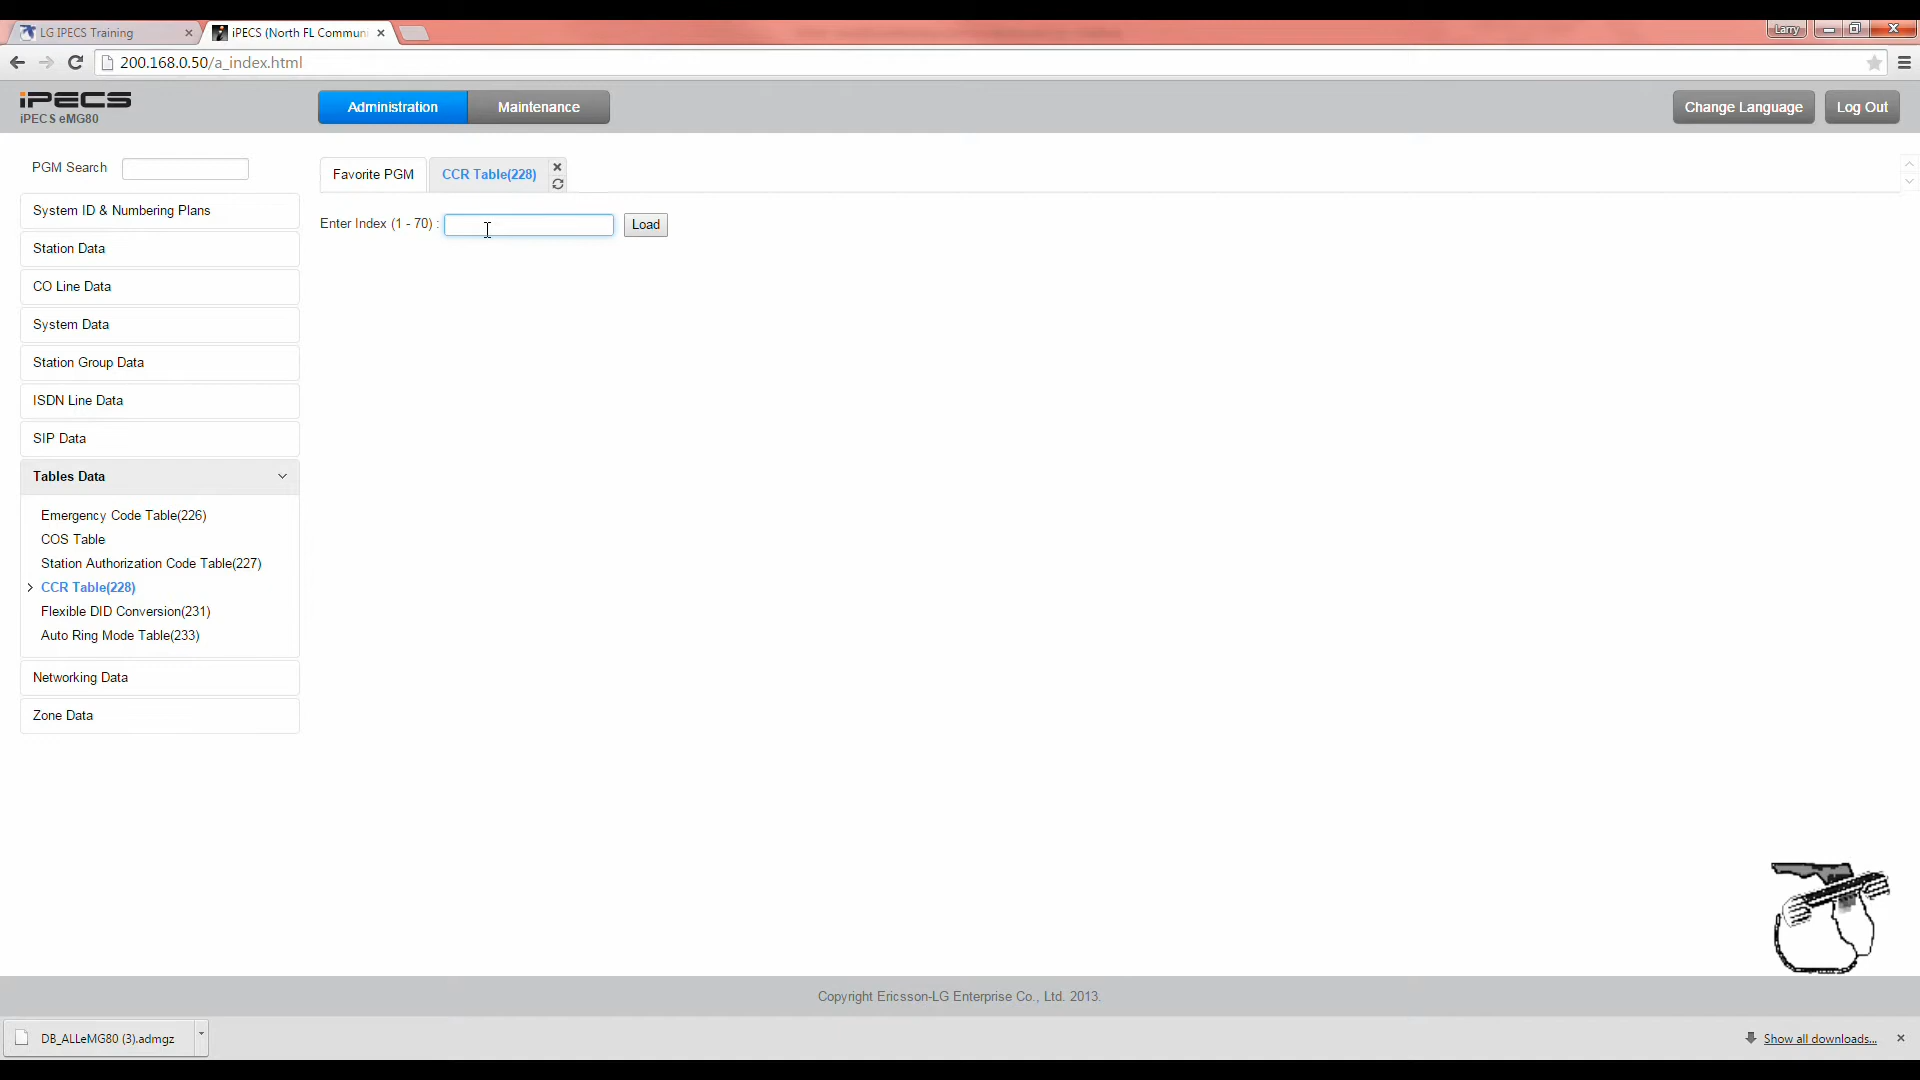 LG IPECS Training
iPECS (North FL Commun
Larry
200.168.0.50/a_index.html
iPECS
iPECS eMG80
Administration
Maintenance
Change Language
Log Out
PGM Search
Favorite PGM
CCR Table(228)
Enter Index (1 - 70) :
Load
System ID & Numbering Plans
Station Data
CO Line Data
System Data
Station Group Data
ISDN Line Data
SIP Data
Tables Data
Emergency Code Table(226)
COS Table
Station Authorization Code Table(227)
CCR Table(228)
Flexible DID Conversion(231)
Auto Ring Mode Table(233)
Networking Data
Zone Data
Copyright Ericsson-LG Enterprise Co., Ltd. 2013.
DB_ALLeMG80 (3).admgz
Show all downloads...